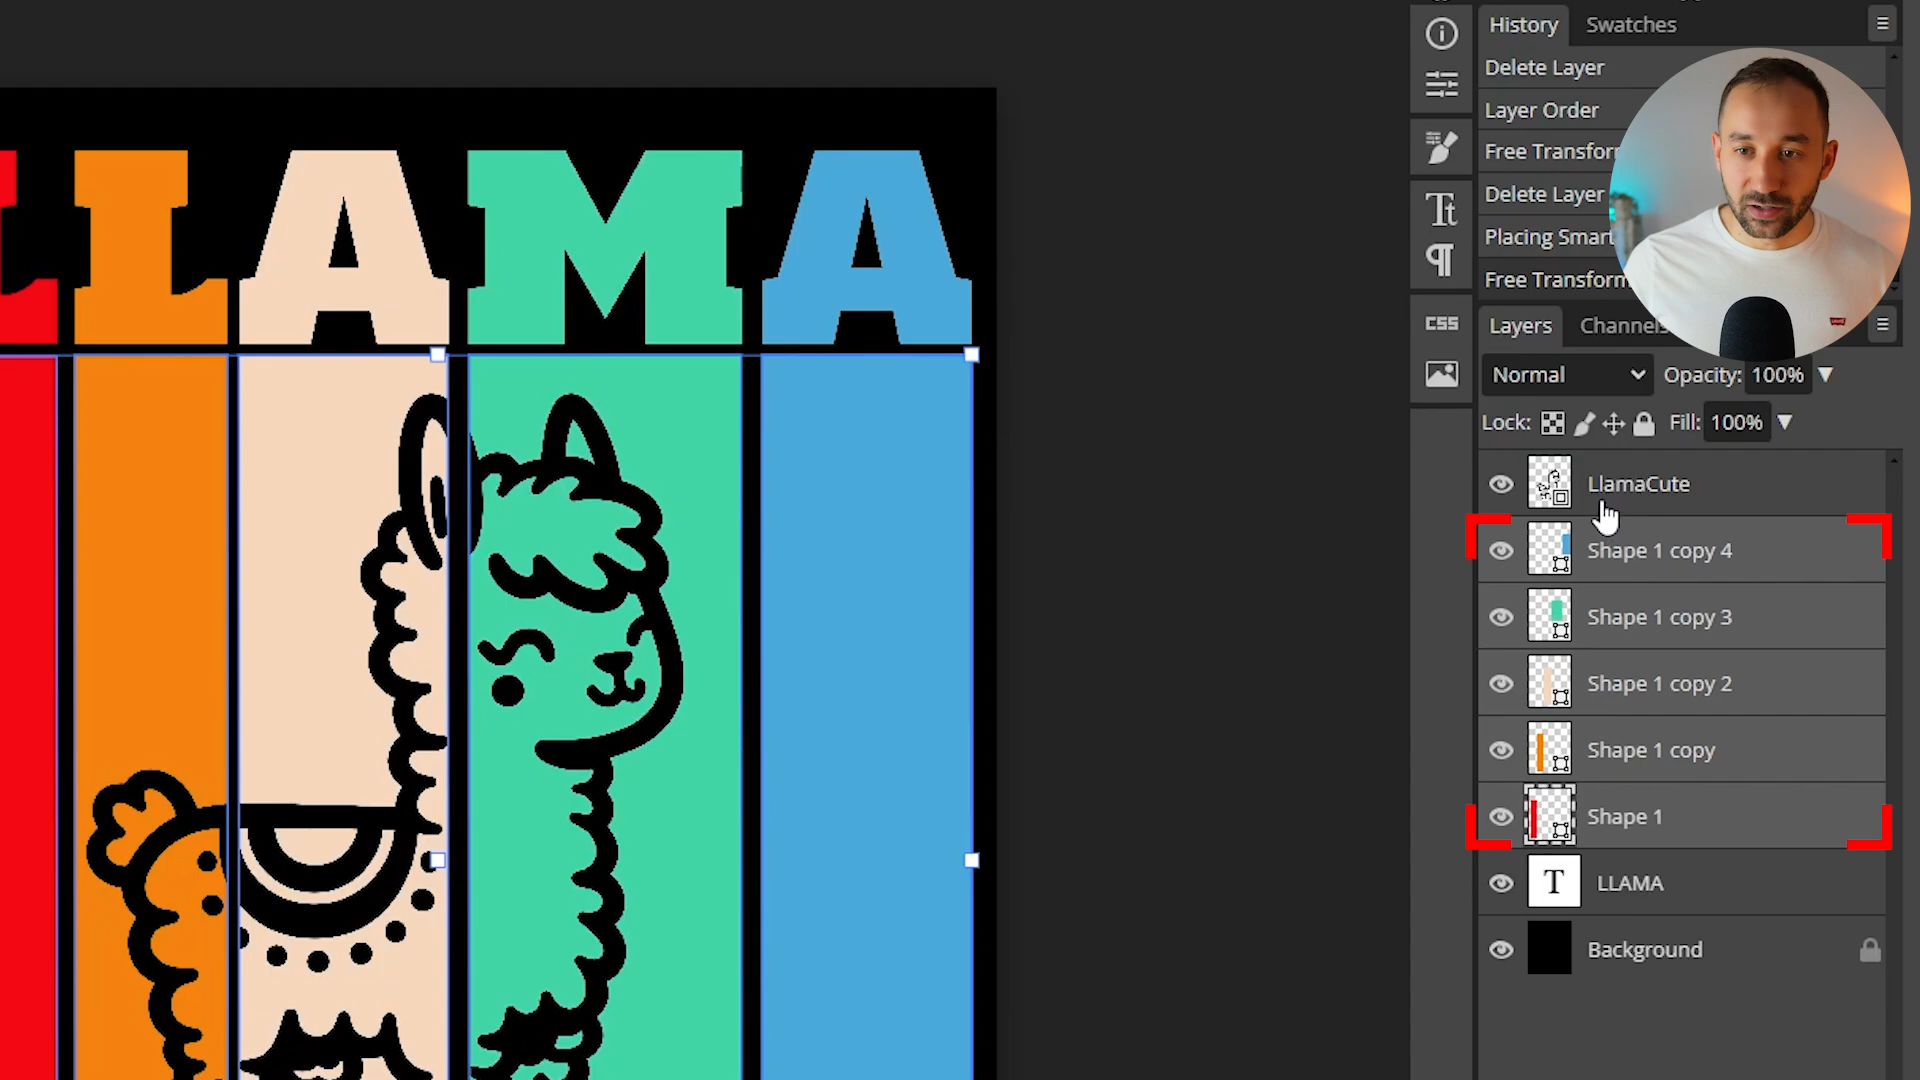 History Swatches
Delete Layer
Layer Order
Free Transform
Delete Layer
Placing Smart
Free Transform
LLAMA
Tt
¶
CSS
Layers Channels
Normal Opacity: 100%
Lock: Fill: 100%
LlamaCute
Shape 1 copy 4
Shape 1 copy 3
Shape 1 copy 2
Shape 1 copy
Shape 1
T LLAMA
Background